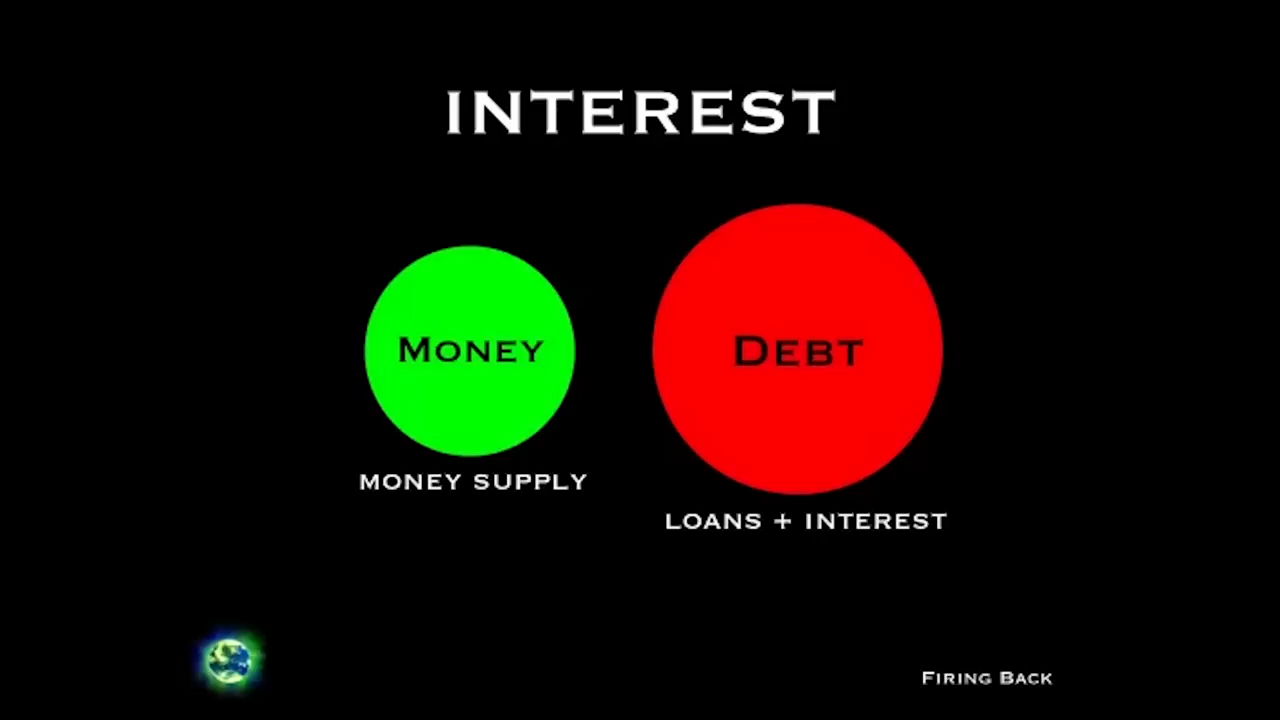 INTEREST
MONEY
DEBT
MONEY SUPPLY
LOANS + INTEREST
FIRING BACK